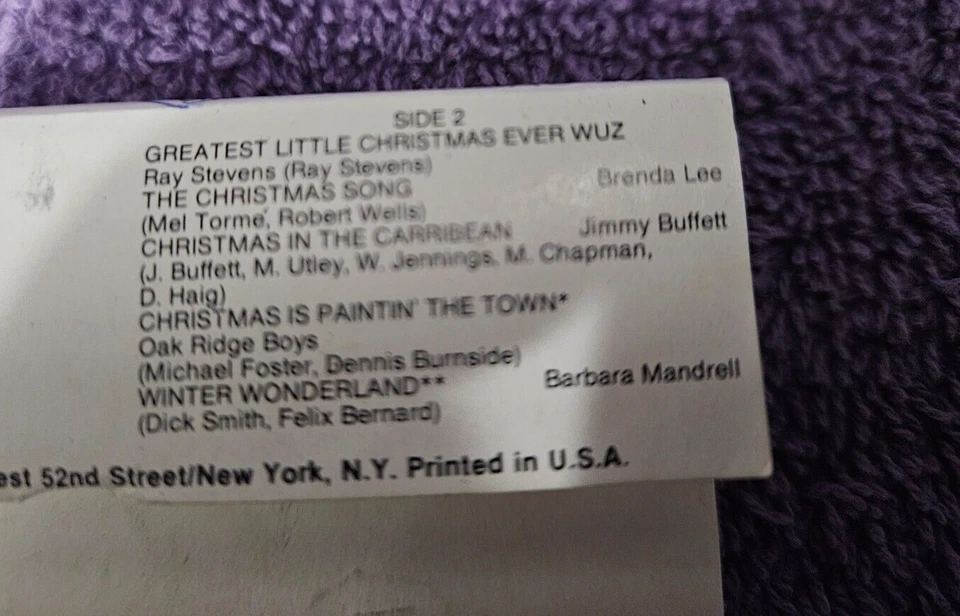 SIDE 2
GREATEST LITTLE CHRISTMAS EVER WUZ
Ray Stevens (Ray Stevens)
THE CHRISTMAS SONG Brenda Lee
(Mel Torme', Robert Wells)
CHRISTMAS IN THE CARRIBEAN Jimmy Buffett
(J. Buffett, M. Utley, W. Jennings, M. Chapman,
D. Haig)
CHRISTMAS IS PAINTIN' THE TOWN*
Oak Ridge Boys
(Michael Foster, Dennis Burnside)
WINTER WONDERLAND** Barbara Mandrell
(Dick Smith, Felix Bernard)
est 52nd Street/New York, N.Y. Printed in U.S.A.